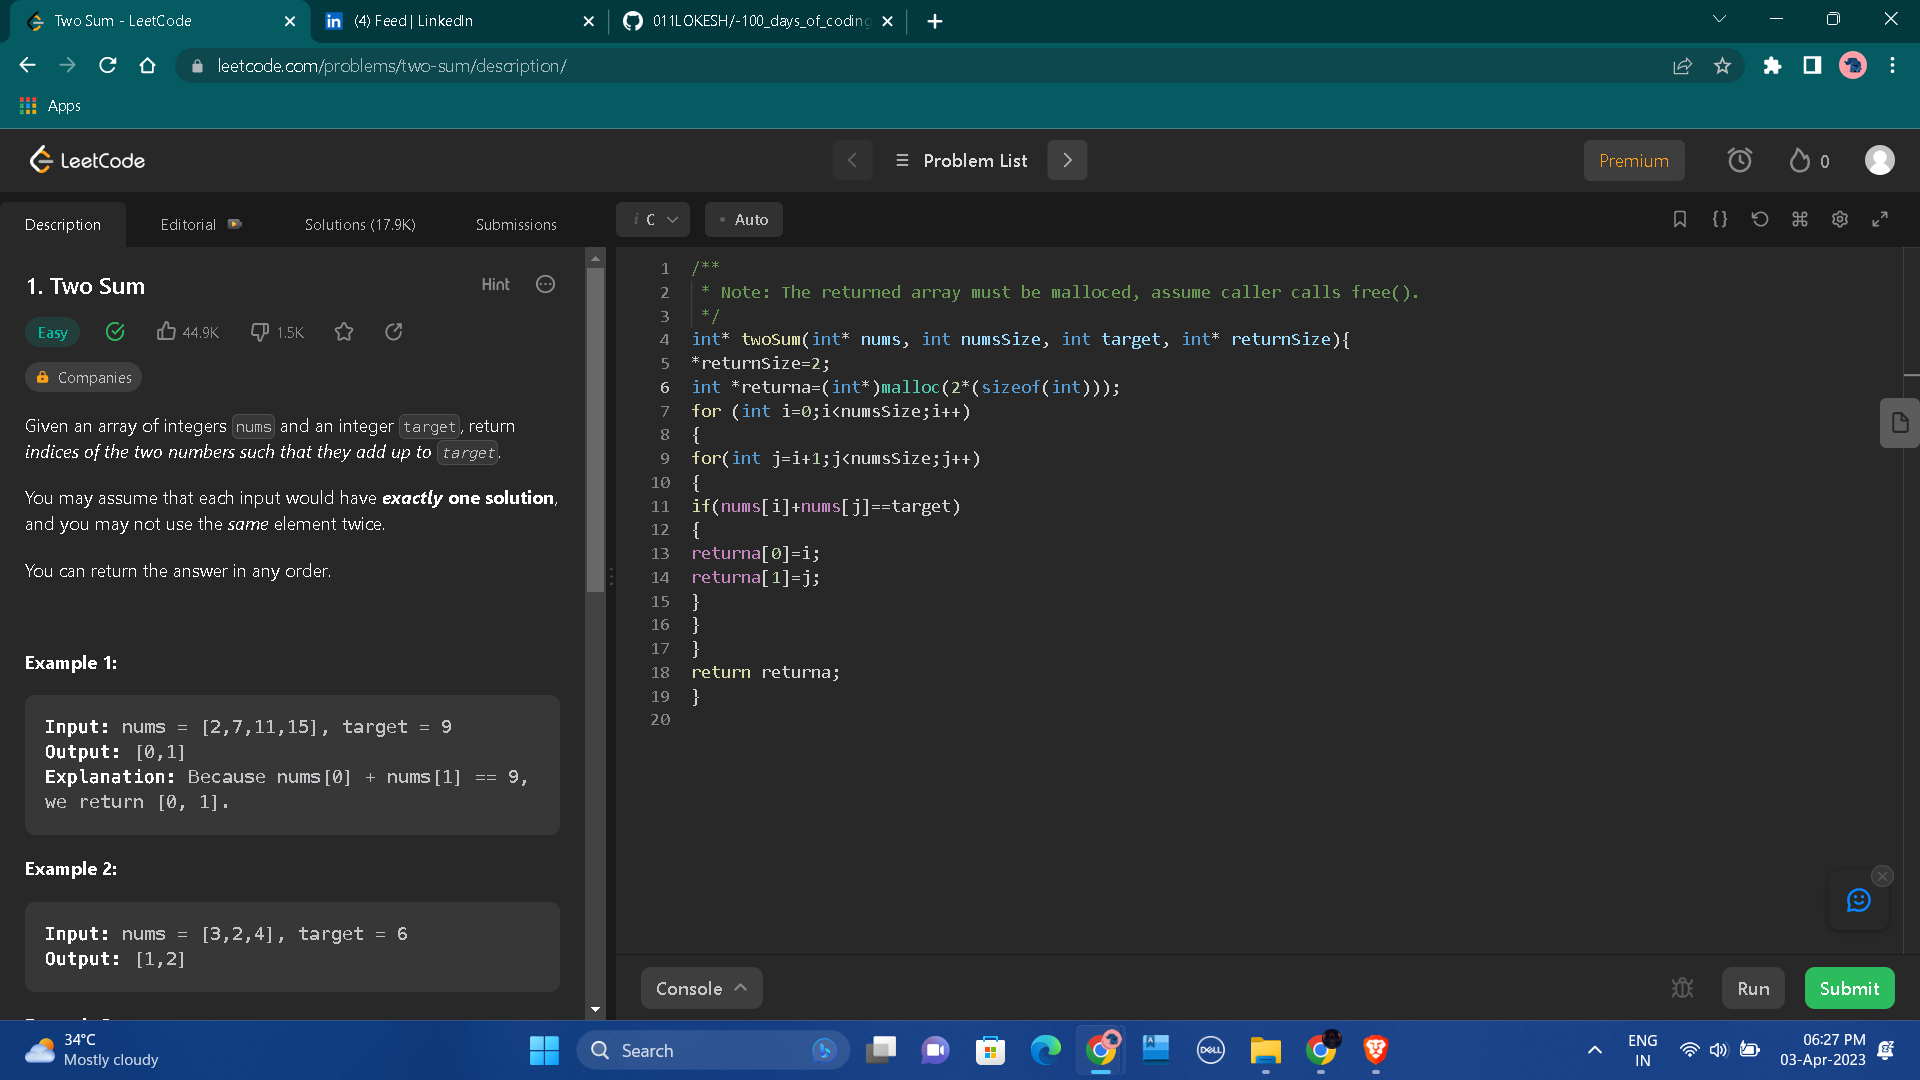 Two Sum - LeetCode
(4) Feed | LinkedIn
011LOKESH/-100_days_of_coding
leetcode.com/problems/two-sum/description/
Apps
LeetCode
Problem List
Premium
0
Description
Editorial
Solutions (17.9K)
Submissions
i C
• Auto
1. Two Sum
Hint
Easy
44.9K
1.5K
Companies
Given an array of integers nums and an integer target, return
indices of the two numbers such that they add up to target.
You may assume that each input would have exactly one solution,
and you may not use the same element twice.
You can return the answer in any order.
Example 1:
Input: nums = [2,7,11,15], target = 9
Output: [0,1]
Explanation: Because nums[0] + nums[1] == 9,
we return [0, 1].
Example 2:
Input: nums = [3,2,4], target = 6
Output: [1,2]
1 /**
2 * Note: The returned array must be malloced, assume caller calls free().
3 */
4 int* twoSum(int* nums, int numsSize, int target, int* returnSize){
5 *returnSize=2;
6 int *returna=(int*)malloc(2*(sizeof(int)));
7 for (int i=0;i<numsSize;i++)
8 {
9 for(int j=i+1;j<numsSize;j++)
10 {
11 if(nums[i]+nums[j]==target)
12 {
13 returna[0]=i;
14 returna[1]=j;
15 }
16 }
17 }
18 return returna;
19 }
20
Console
Run
Submit
34°C
Mostly cloudy
Search
DELL
ENG
IN
06:27 PM
03-Apr-2023